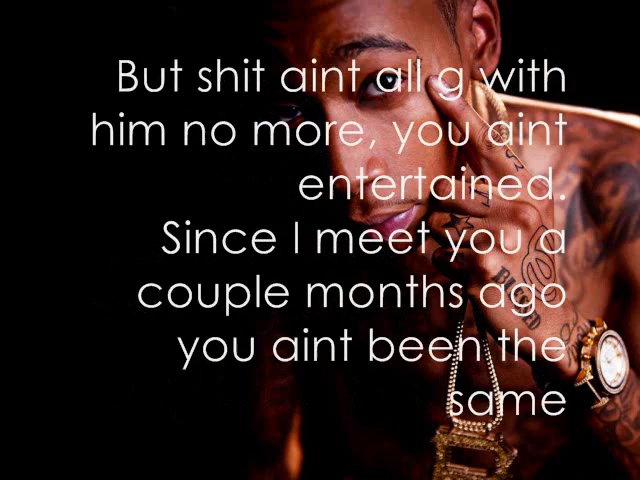 But shit aint all g with
him no more, you aint
entertained.
Since I meet you a
couple months ago
you aint been the
same